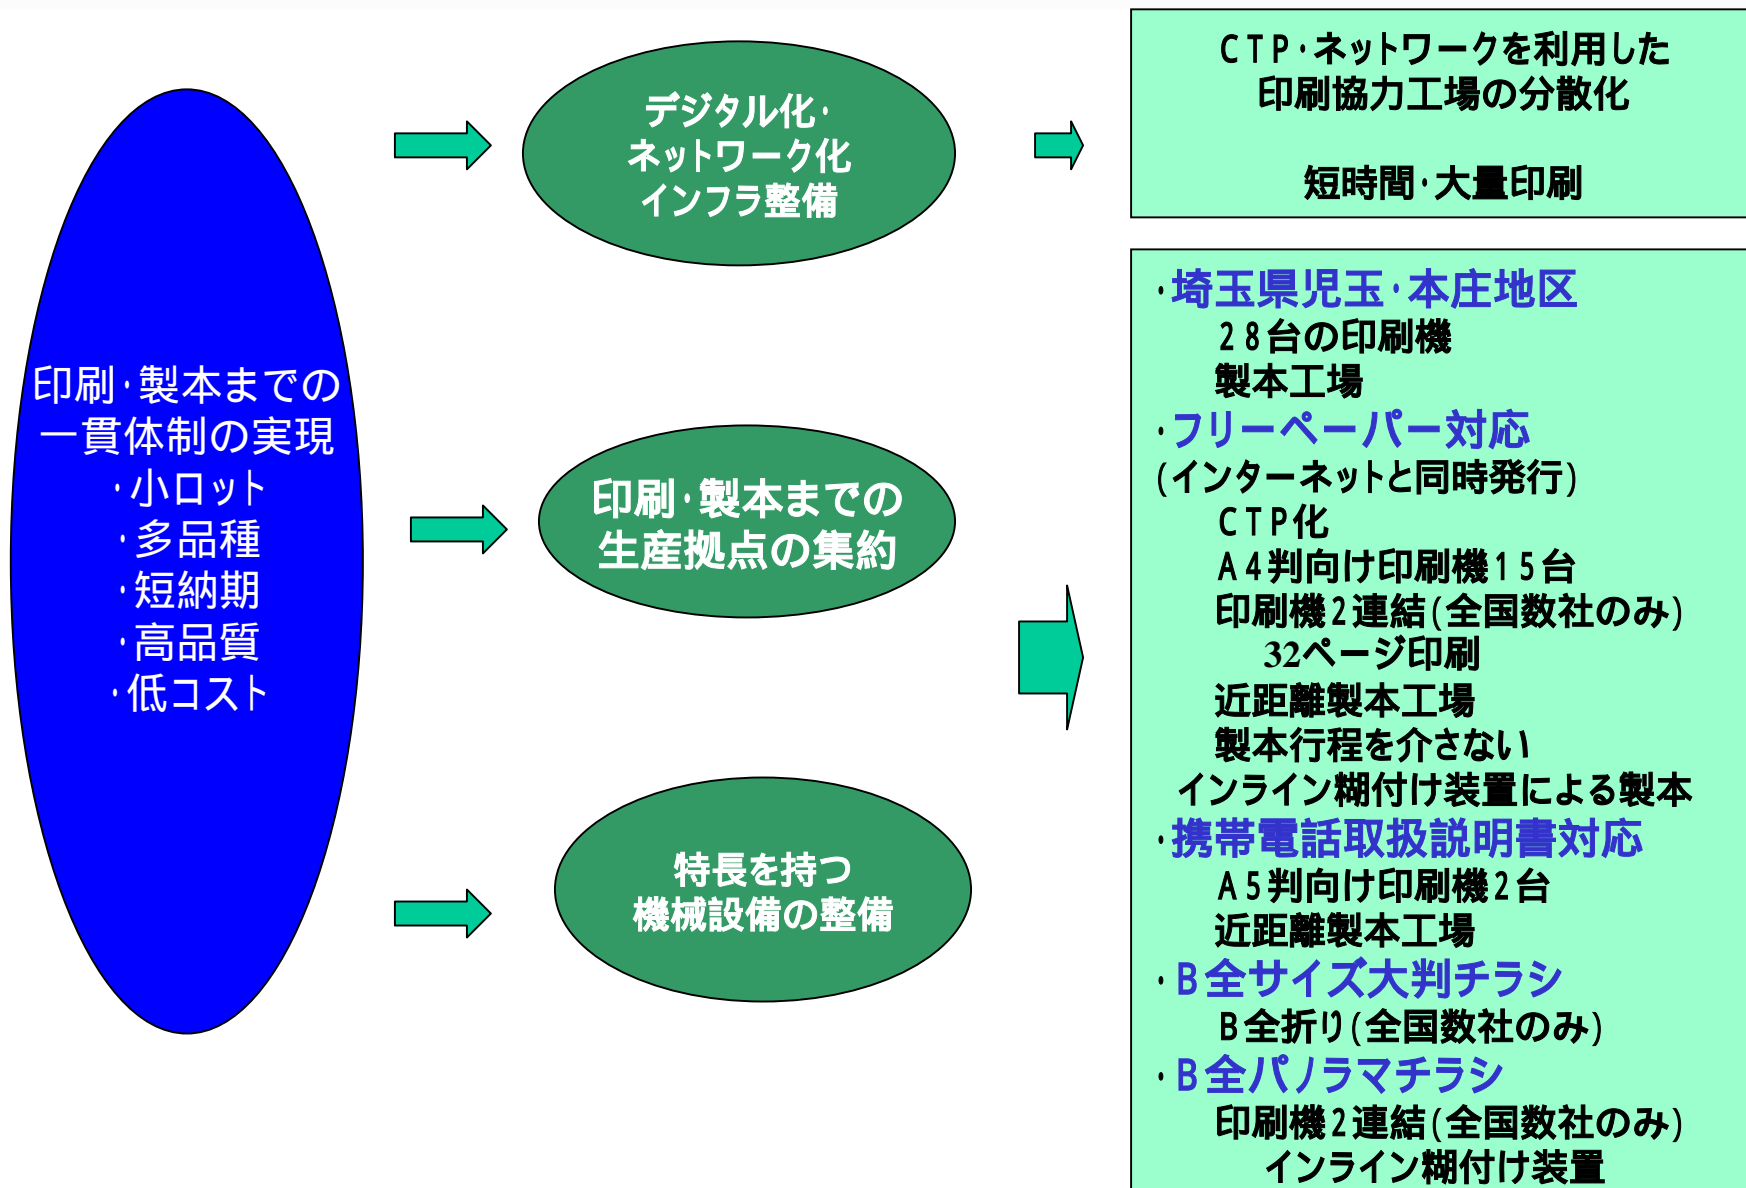 印刷・製本までの
一貫体制の実現
・小ロット
・多品種
・短納期
・高品質
・低コスト
デジタル化・
ネットワーク化
インフラ整備
印刷・製本までの
生産拠点の集約
特長を持つ
機械設備の整備
CTP・ネットワークを利用した
印刷協力工場の分散化
短時間・大量印刷
・埼玉県児玉・本庄地区
28台の印刷機
製本工場
・フリーペーパー対応
(インターネットと同時発行)
CTP化
A4判向け印刷機15台
印刷機2連結(全国数社のみ)
32ページ印刷
近距離製本工場
製本行程を介さない
インライン糊付け装置による製本
・携帯電話取扱説明書対応
A5判向け印刷機2台
近距離製本工場
・B全サイズ大判チラシ
B全折り(全国数社のみ)
・B全パノラマチラシ
印刷機2連結(全国数社のみ)
インライン糊付け装置